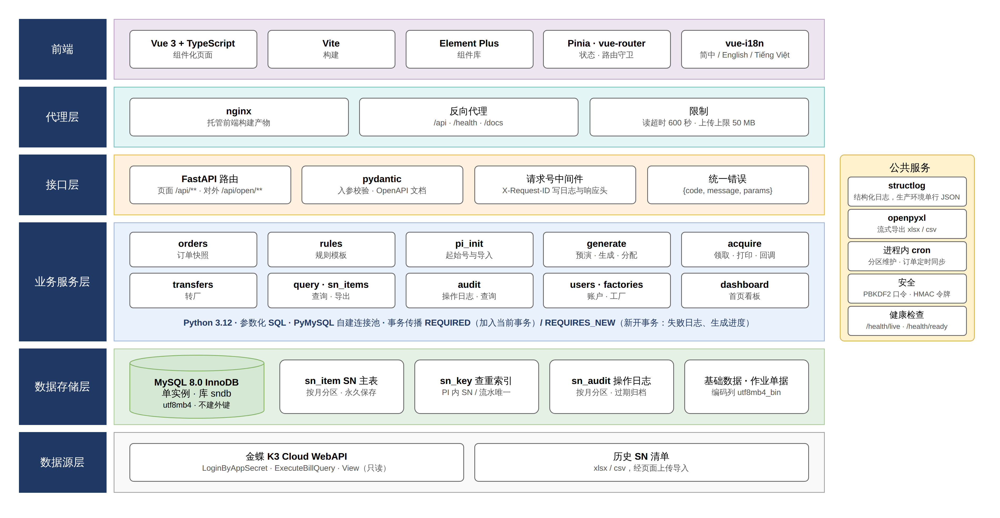 前端
Vue 3 + TypeScript
组件化页面
Vite
构建
Element Plus
组件库
Pinia · vue-router
状态 · 路由守卫
vue-i18n
简中 / English / Tiếng Việt
代理层
nginx
托管前端构建产物
反向代理
/api · /health · /docs
限制
读超时 600 秒 · 上传上限 50 MB
接口层
FastAPI 路由
页面 /api/** · 对外 /api/open/**
pydantic
入参校验 · OpenAPI 文档
请求号中间件
X-Request-ID 写日志与响应头
统一错误
{code, message, params}
业务服务层
orders
订单快照
rules
规则模板
pi_init
起始号与导入
generate
预演 · 生成 · 分配
acquire
领取 · 打印 · 回调
transfers
转厂
query · sn_items
查询 · 导出
audit
操作日志 · 查询
users · factories
账户 · 工厂
dashboard
首页看板
Python 3.12 · 参数化 SQL · PyMySQL 自建连接池 · 事务传播 REQUIRED（加入当前事务）/ REQUIRES_NEW（新开事务：失败日志、生成进度）
公共服务
structlog
结构化日志，生产环境单行 JSON
openpyxl
流式导出 xlsx / csv
进程内 cron
分区维护 · 订单定时同步
安全
PBKDF2 口令 · HMAC 令牌
健康检查
/health/live · /health/ready
数据存储层
MySQL 8.0 InnoDB
单实例 · 库 sndb
utf8mb4 · 不建外键
sn_item SN 主表
按月分区 · 永久保存
sn_key 查重索引
PI 内 SN / 流水唯一
sn_audit 操作日志
按月分区 · 过期归档
基础数据 · 作业单据
编码列 utf8mb4_bin
数据源层
金蝶 K3 Cloud WebAPI
LoginByAppSecret · ExecuteBillQuery · View（只读）
历史 SN 清单
xlsx / csv，经页面上传导入